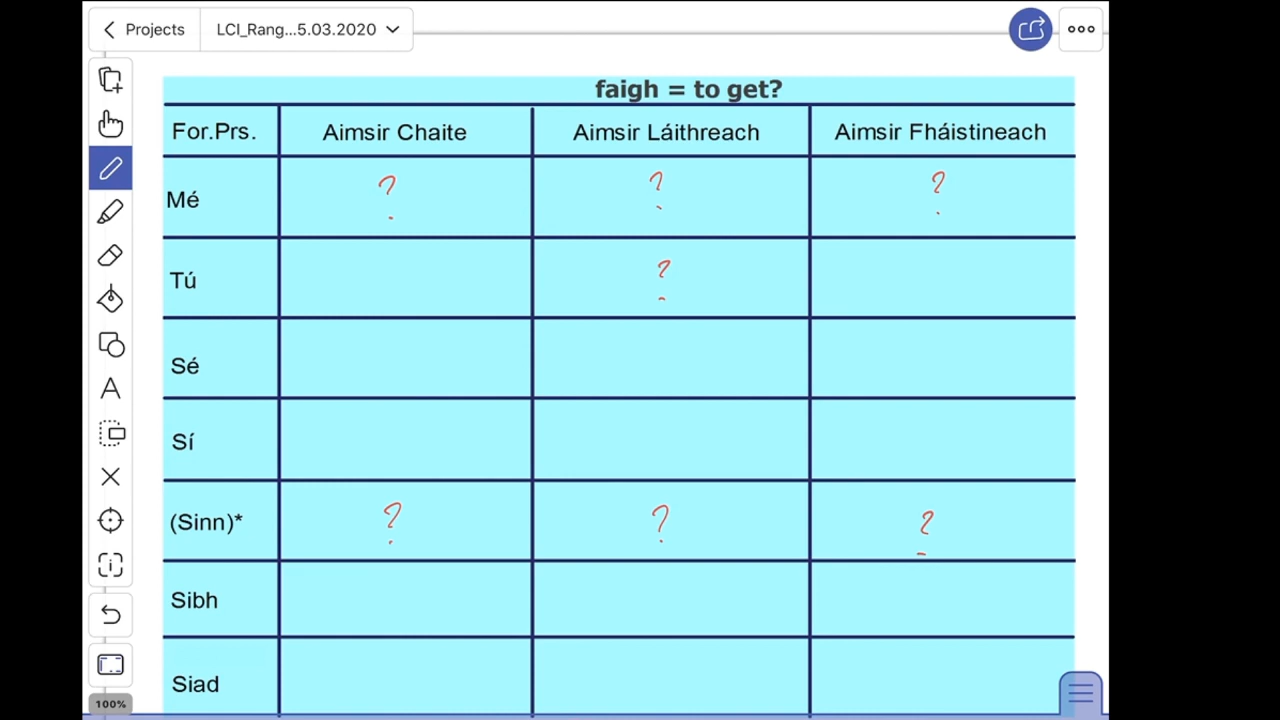 Projects LCI_Rang...5.03.2020
faigh = to get?
For.Prs. Aimsir Chaite Aimsir Láithreach Aimsir Fháistineach
Mé ? ? ?
Tú ?
Sé
Sí
(Sinn)* ? ? ?
Sibh
Siad
100%